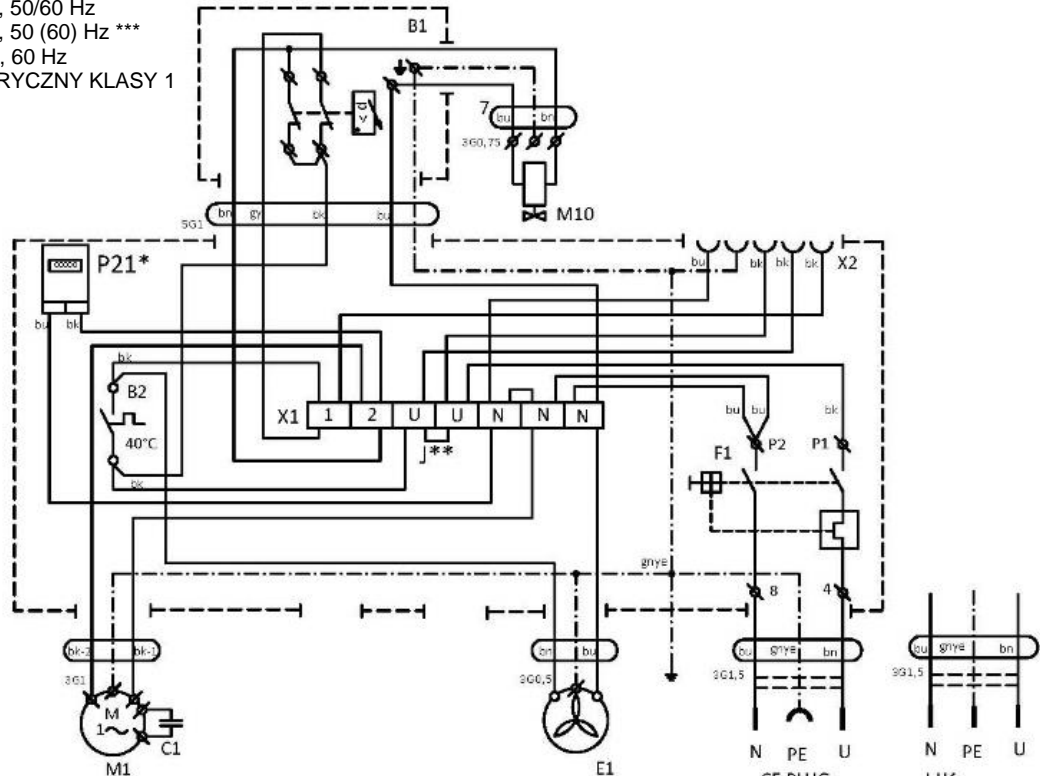 , 50/60 Hz
, 50 (60) Hz ***
, 60 Hz
RYCZNY KLASY 1
B1
7
bu bn
3G0,75
M10
bn gy bk bu
5G1
P21*
bu bk
bu bk bk bk
X2
bk
B2
40°C
bk
X1 1 2 U U N N N
J**
bu bu bk
F1 P2 P1
gnye
8 4
bk-2 bk-1
3G1
M
1~
C1
M1
bn bu
3G0,5
E1
bu gnye bn
3G1,5
N PE U
bu gnye bn
3G1,5
N PE U